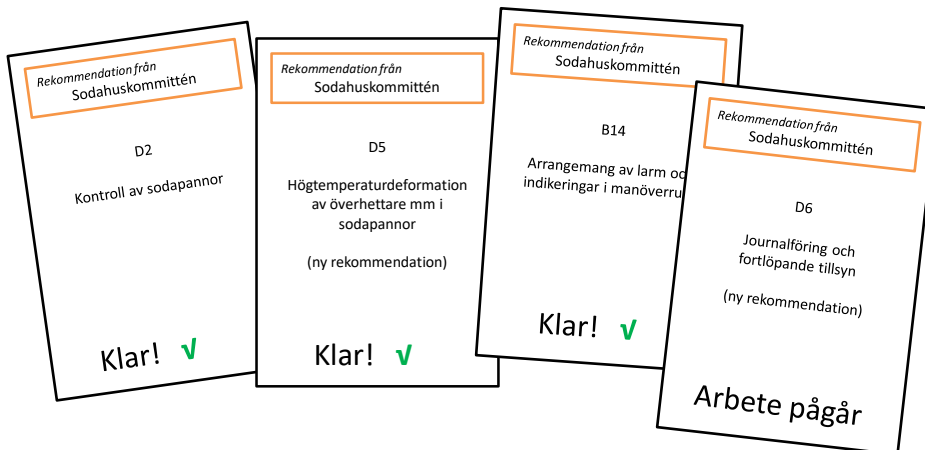 Rekommendation från
Sodahuskommittén
D2
Kontroll av sodapannor
Klar! √
Rekommendation från
Sodahuskommittén
D5
Högtemperaturdeformation
av överhettare mm i
sodapannor
(ny rekommendation)
Klar! √
Rekommendation från
Sodahuskommittén
B14
Arrangemang av larm oc
indikeringar i manöverru
Klar! √
Rekommendation från
Sodahuskommittén
D6
Journalföring och
fortlöpande tillsyn
(ny rekommendation)
Arbete pågår